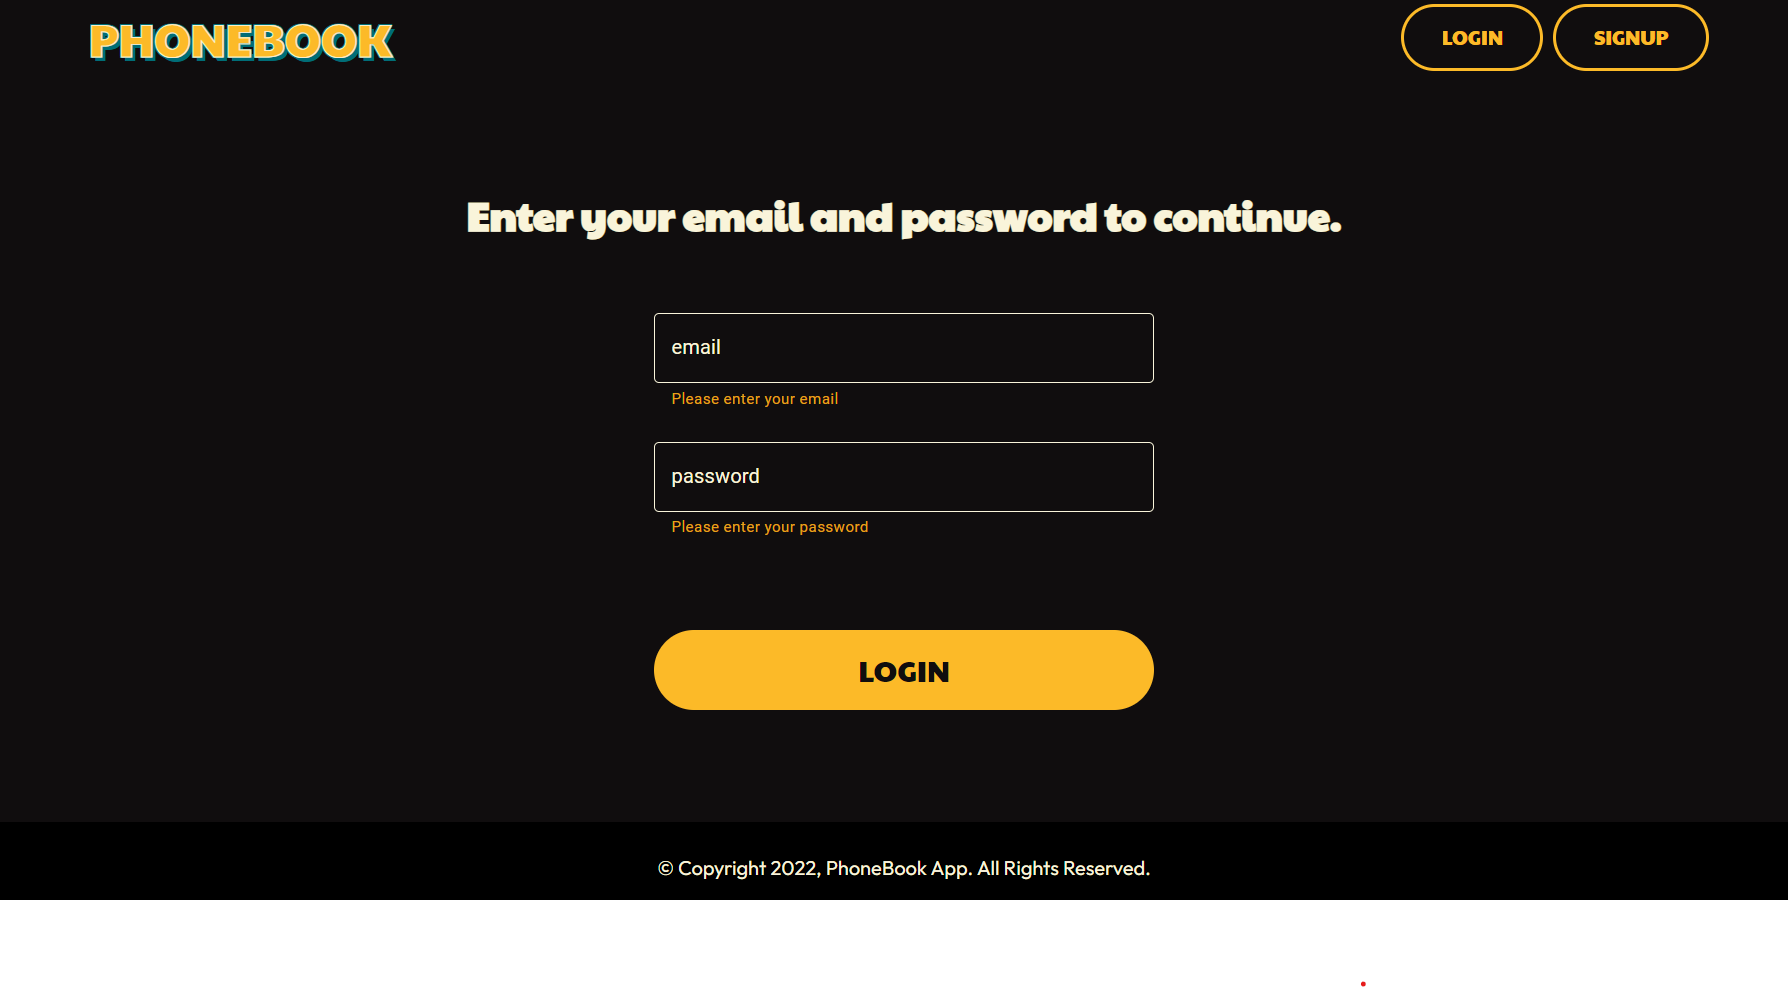 PHONEBOOK
LOGIN
SIGNUP
Enter your email and password to continue.
email
Please enter your email
password
Please enter your password
LOGIN
© Copyright 2022, PhoneBook App. All Rights Reserved.